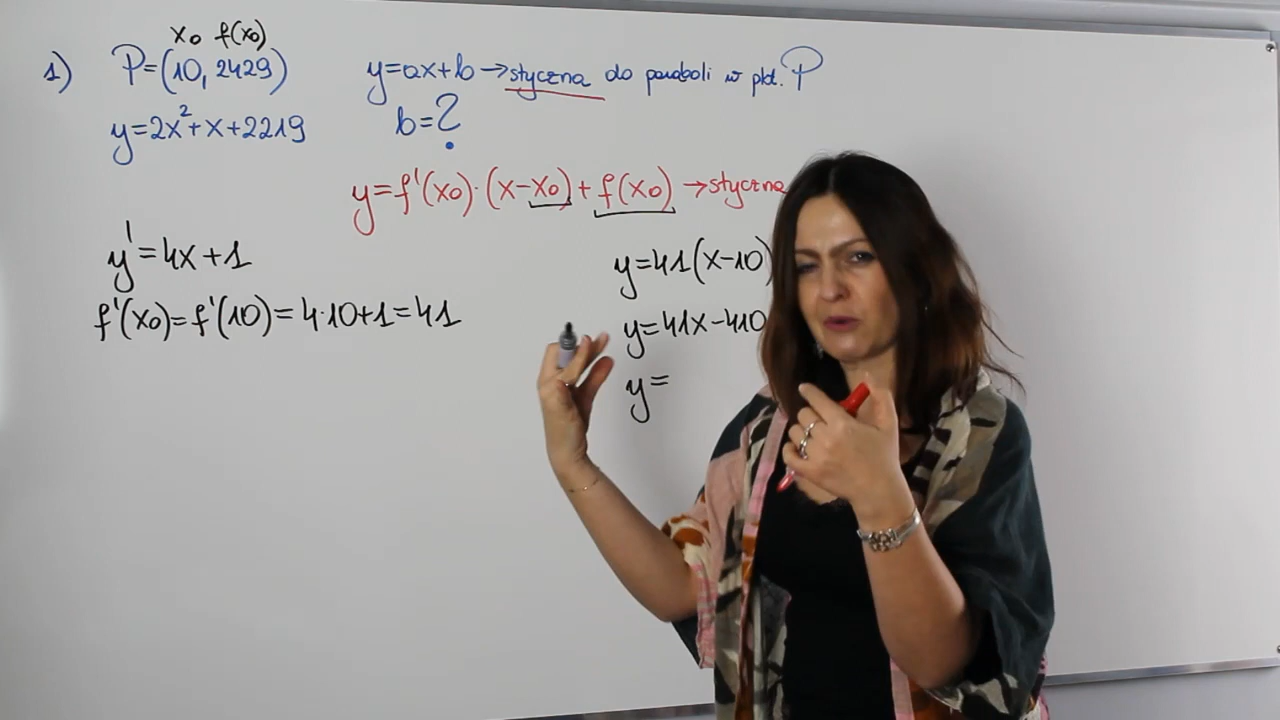 x₀ f(x₀)
1) P=(10, 2429)
y=ax+b → styczna do paraboli w pkt. P
y=2x²+x+2219
b=?
y=f'(x₀)·(x-x₀)+f(x₀) → styczna
y'=4x+1
y=41(x-10)
f'(x₀)=f'(10)=4·10+1=41
y=41x-410
y=